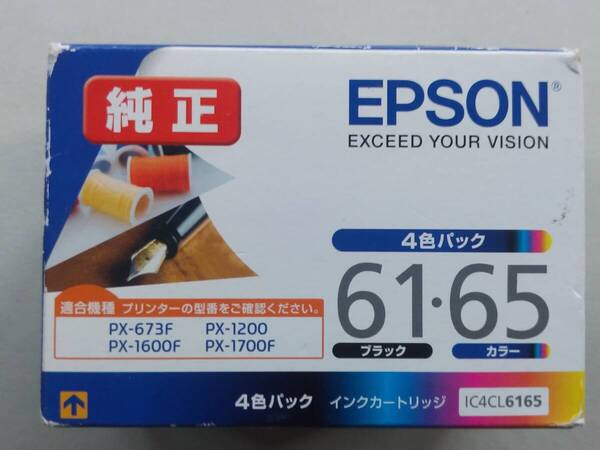 純正
EPSON®
EXCEED YOUR VISION
4色パック
61・65
ブラック カラー
適合機種 プリンターの型番をご確認ください。
PX-673F PX-1200
PX-1600F PX-1700F
4色パック インクカートリッジ IC4CL6165